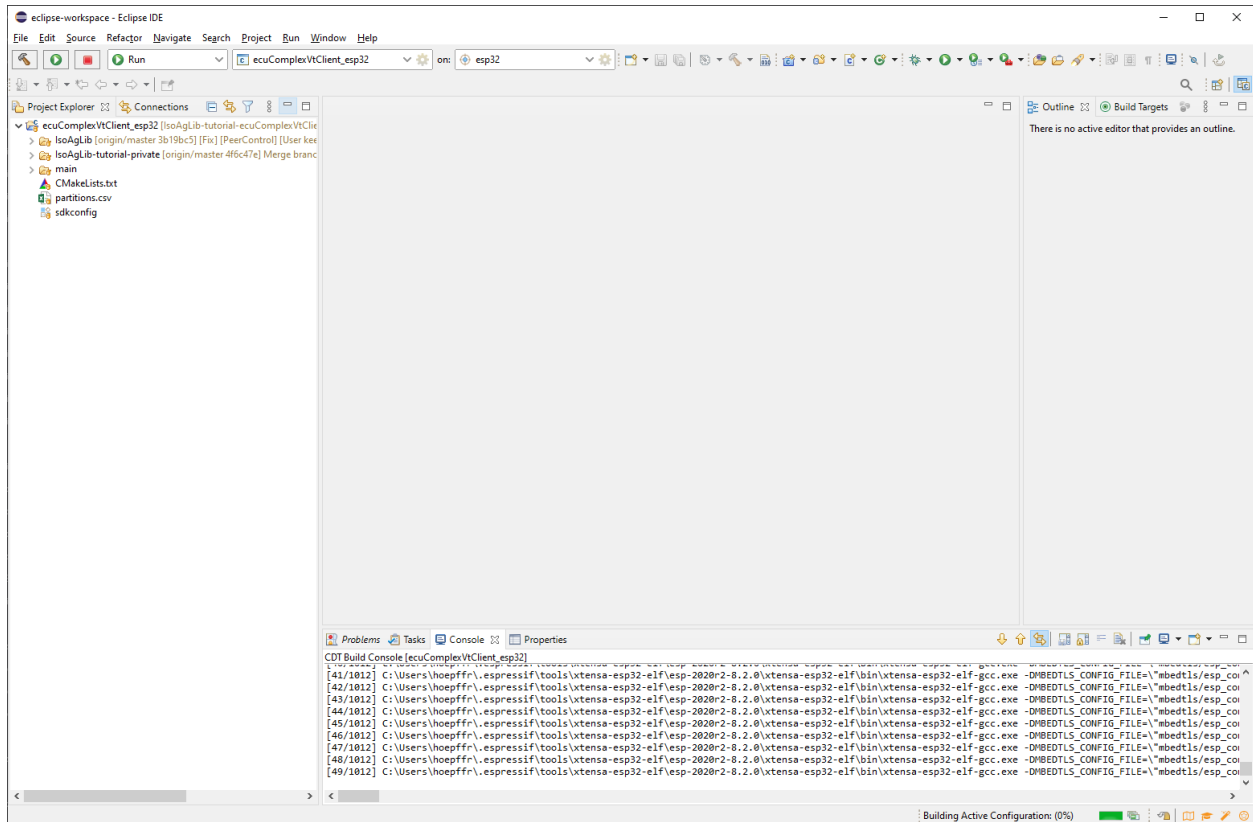 eclipse-workspace - Eclipse IDE
File Edit Source Refactor Navigate Search Project Run Window Help
Run ecuComplexVtClient_esp32 on: esp32
Project Explorer Connections
Outline Build Targets
ecuComplexVtClient_esp32 [IsoAgLib-tutorial-ecuComplexVtClie
There is no active editor that provides an outline.
IsoAgLib [origin/master 3b19bc5] [Fix] [PeerControl] [User kee
IsoAgLib-tutorial-private [origin/master 4f6c47e] Merge branc
main
CMakeLists.txt
partitions.csv
sdkconfig
Problems Tasks Console Properties
CDT Build Console [ecuComplexVtClient_esp32]
[41/1012] C:\Users\hoepffr\.espressif\tools\xtensa-esp32-elf\esp-2020r2-8.2.0\xtensa-esp32-elf\bin\xtensa-esp32-elf-gcc.exe -DMBEDTLS_CONFIG_FILE=\"mbedtls/esp_co
[42/1012] C:\Users\hoepffr\.espressif\tools\xtensa-esp32-elf\esp-2020r2-8.2.0\xtensa-esp32-elf\bin\xtensa-esp32-elf-gcc.exe -DMBEDTLS_CONFIG_FILE=\"mbedtls/esp_co
[43/1012] C:\Users\hoepffr\.espressif\tools\xtensa-esp32-elf\esp-2020r2-8.2.0\xtensa-esp32-elf\bin\xtensa-esp32-elf-gcc.exe -DMBEDTLS_CONFIG_FILE=\"mbedtls/esp_co
[44/1012] C:\Users\hoepffr\.espressif\tools\xtensa-esp32-elf\esp-2020r2-8.2.0\xtensa-esp32-elf\bin\xtensa-esp32-elf-gcc.exe -DMBEDTLS_CONFIG_FILE=\"mbedtls/esp_co
[45/1012] C:\Users\hoepffr\.espressif\tools\xtensa-esp32-elf\esp-2020r2-8.2.0\xtensa-esp32-elf\bin\xtensa-esp32-elf-gcc.exe -DMBEDTLS_CONFIG_FILE=\"mbedtls/esp_co
[46/1012] C:\Users\hoepffr\.espressif\tools\xtensa-esp32-elf\esp-2020r2-8.2.0\xtensa-esp32-elf\bin\xtensa-esp32-elf-gcc.exe -DMBEDTLS_CONFIG_FILE=\"mbedtls/esp_co
[47/1012] C:\Users\hoepffr\.espressif\tools\xtensa-esp32-elf\esp-2020r2-8.2.0\xtensa-esp32-elf\bin\xtensa-esp32-elf-gcc.exe -DMBEDTLS_CONFIG_FILE=\"mbedtls/esp_co
[48/1012] C:\Users\hoepffr\.espressif\tools\xtensa-esp32-elf\esp-2020r2-8.2.0\xtensa-esp32-elf\bin\xtensa-esp32-elf-gcc.exe -DMBEDTLS_CONFIG_FILE=\"mbedtls/esp_co
[49/1012] C:\Users\hoepffr\.espressif\tools\xtensa-esp32-elf\esp-2020r2-8.2.0\xtensa-esp32-elf\bin\xtensa-esp32-elf-gcc.exe -DMBEDTLS_CONFIG_FILE=\"mbedtls/esp_co
Building Active Configuration: (0%)